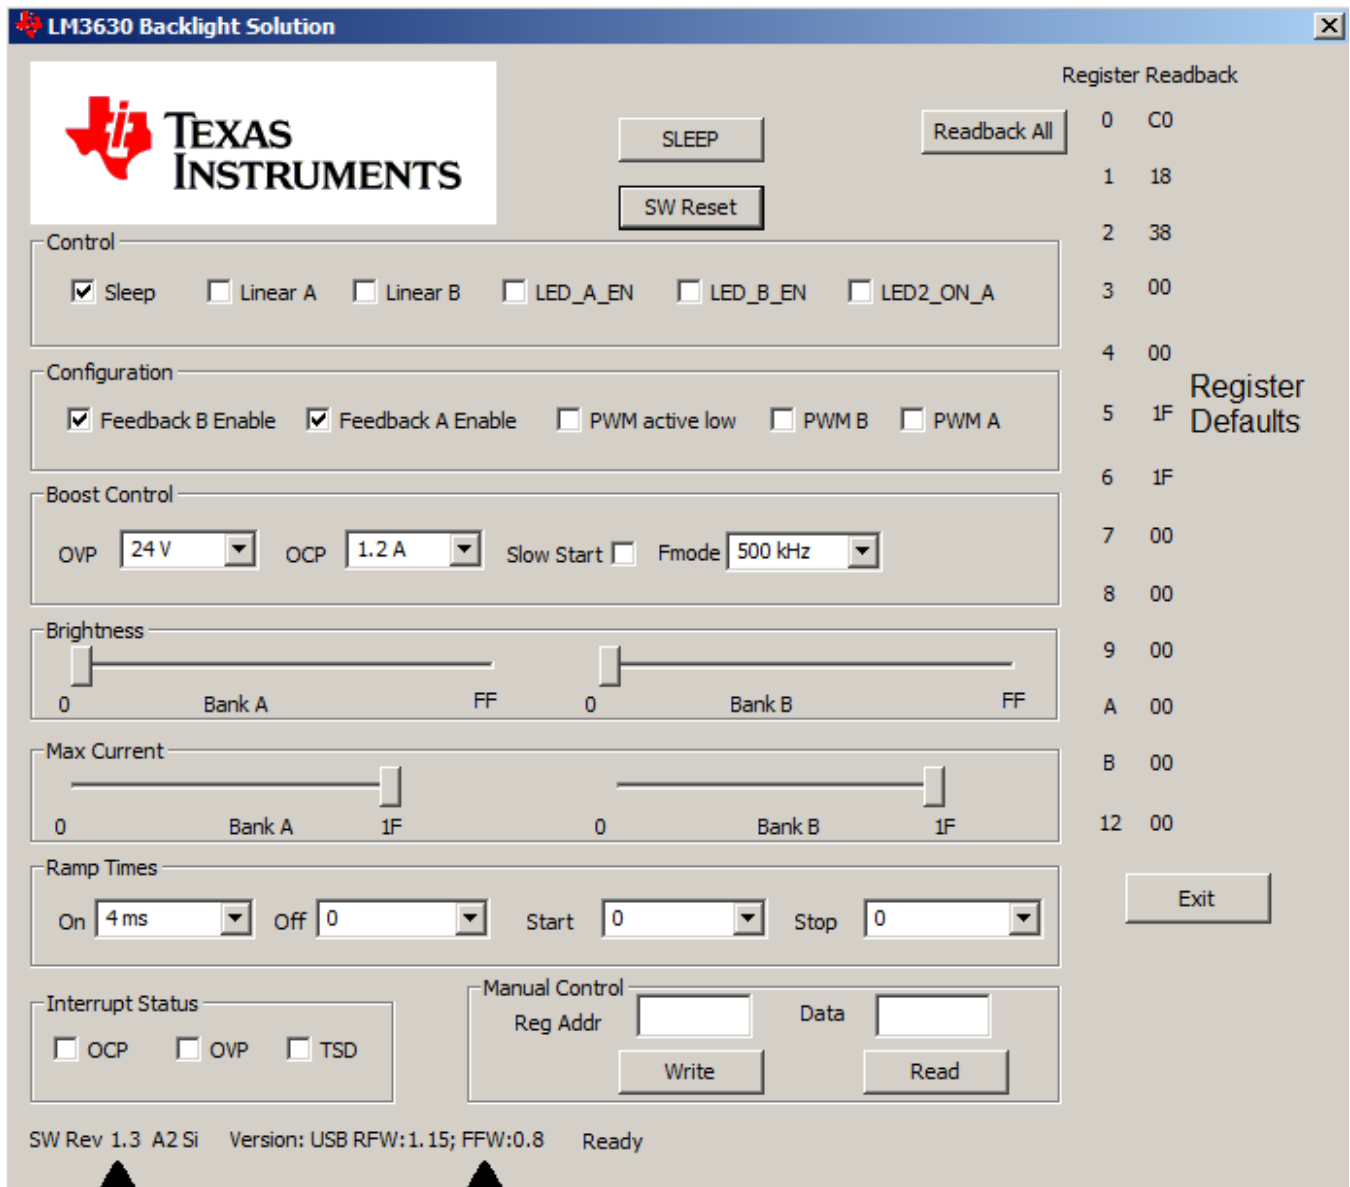 LM3630 Backlight Solution
Register Readback
TEXAS
INSTRUMENTS
SLEEP
Readback All
SW Reset
0 C0
1 18
2 38
3 00
4 00
5 1F
6 1F
7 00
8 00
9 00
A 00
B 00
12 00
Register
Defaults
Exit
Control
Sleep Linear A Linear B LED_A_EN LED_B_EN LED2_ON_A
Configuration
Feedback B Enable Feedback A Enable PWM active low PWM B PWM A
Boost Control
OVP 24 V OCP 1.2 A Slow Start Fmode 500 kHz
Brightness
0 Bank A FF 0 Bank B FF
Max Current
0 Bank A 1F 0 Bank B 1F
Ramp Times
On 4 ms Off 0 Start 0 Stop 0
Interrupt Status
OCP OVP TSD
Manual Control
Reg Addr Data
Write Read
SW Rev 1.3 A2 Si Version: USB RFW:1.15; FFW:0.8 Ready